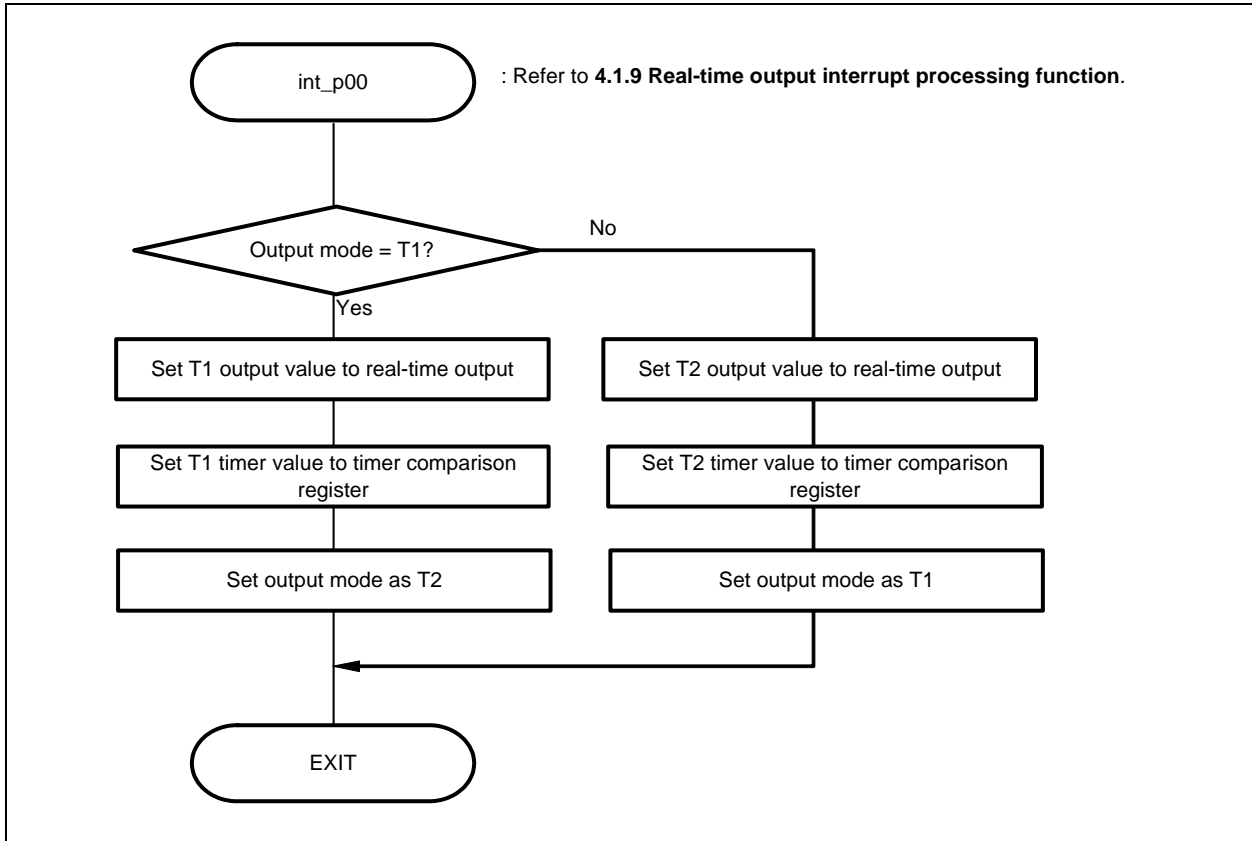 int_p00
: Refer to 4.1.9 Real-time output interrupt processing function.
Output mode = T1?
No
Yes
Set T1 output value to real-time output
Set T2 output value to real-time output
Set T1 timer value to timer comparison
register
Set T2 timer value to timer comparison
register
Set output mode as T2
Set output mode as T1
EXIT